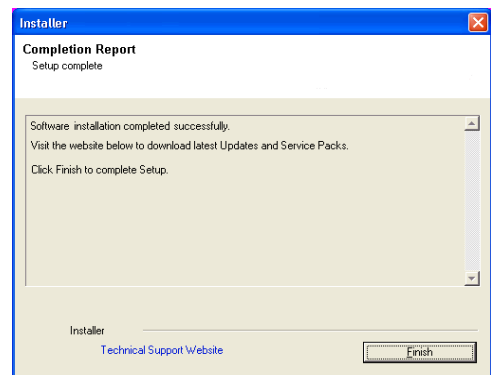 Installer
Completion Report
Setup complete
Software installation completed successfully.
Visit the website below to download latest Updates and Service Packs.
Click Finish to complete Setup.
Installer
Technical Support Website
Finish